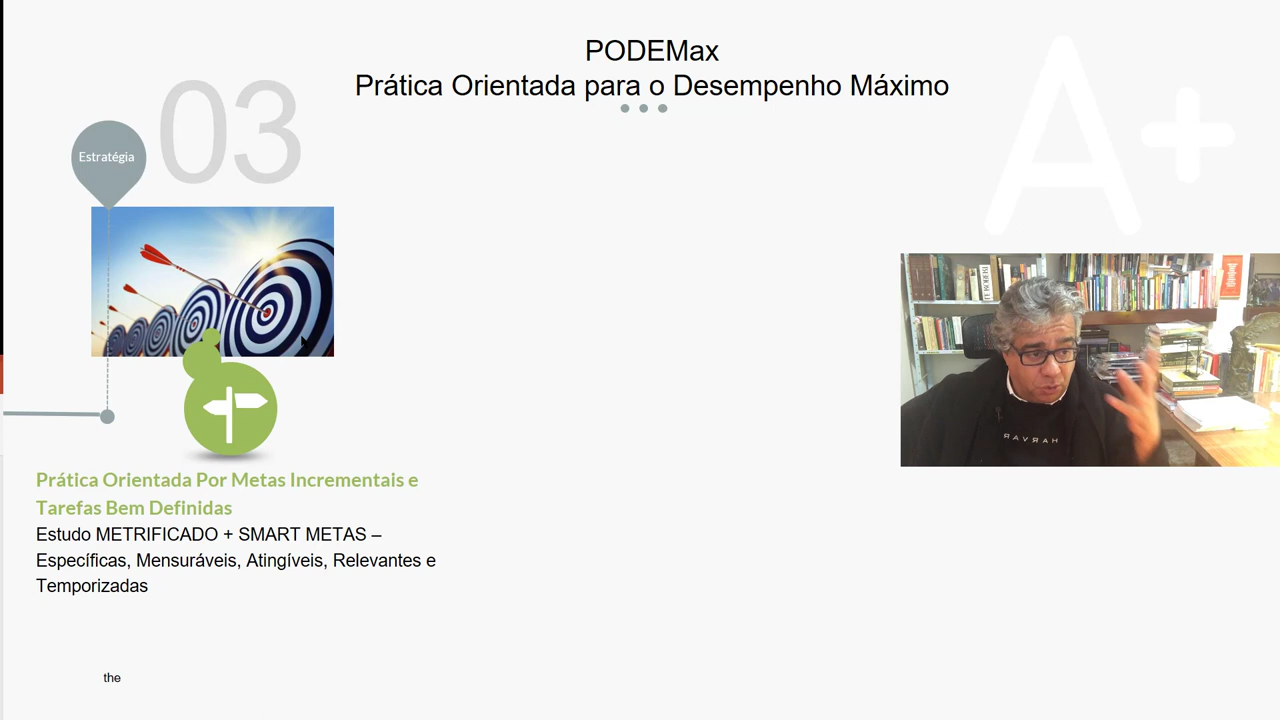 PODEMax
Prática Orientada para o Desempenho Máximo
A+
03
Estratégia
Prática Orientada Por Metas Incrementais e
Tarefas Bem Definidas
Estudo METRIFICADO + SMART METAS –
Específicas, Mensuráveis, Atingíveis, Relevantes e
Temporizadas
the